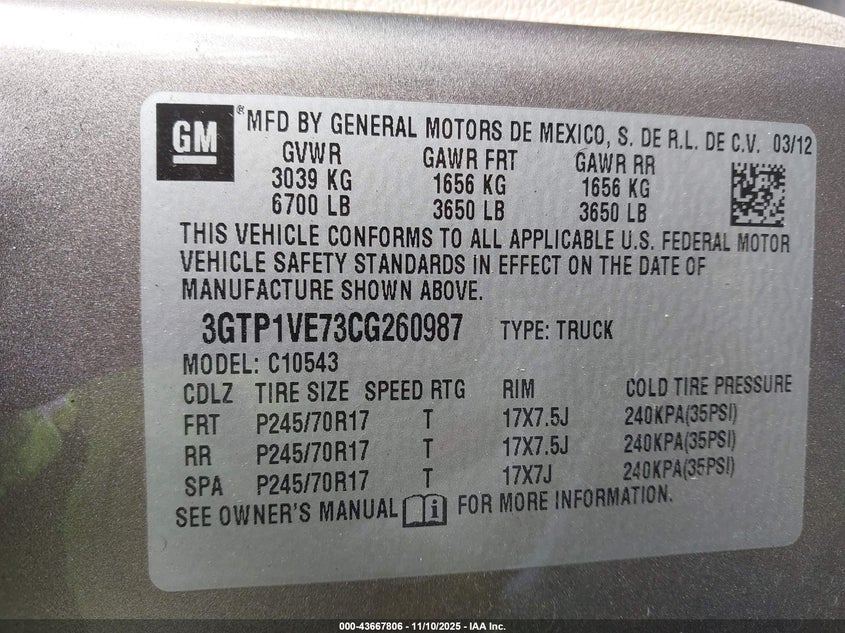 GM ® MFD BY GENERAL MOTORS DE MEXICO, S. DE R.L. DE C.V. 03/12
GVWR GAWR FRT GAWR RR
3039 KG 1656 KG 1656 KG
6700 LB 3650 LB 3650 LB
THIS VEHICLE CONFORMS TO ALL APPLICABLE U.S. FEDERAL MOTOR
VEHICLE SAFETY STANDARDS IN EFFECT ON THE DATE OF
MANUFACTURE SHOWN ABOVE.
3GTP1VE73CG260987 TYPE: TRUCK
MODEL: C10543
CDLZ TIRE SIZE SPEED RTG RIM COLD TIRE PRESSURE
FRT P245/70R17 T 17X7.5J 240KPA(35PSI)
RR P245/70R17 T 17X7.5J 240KPA(35PSI)
SPA P245/70R17 T 17X7J 240KPA(35PSI)
SEE OWNER'S MANUAL FOR MORE INFORMATION.
000-43667806 - 11/10/2025 - IAA Inc.